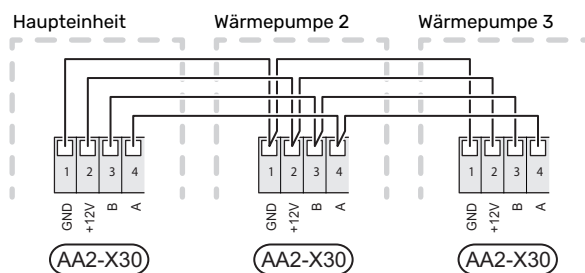 Haupteinheit Wärmepumpe 2 Wärmepumpe 3
1 2 3 4 1 2 3 4 1 2 3 4
GND +12V B A GND +12V B A GND +12V B A
AA2-X30 AA2-X30 AA2-X30